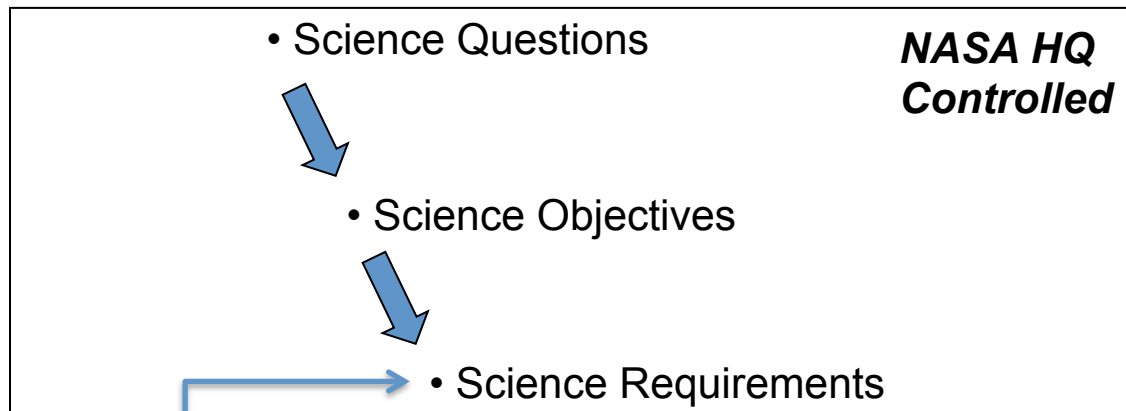 • Science Questions
NASA HQ
Controlled
• Science Objectives
• Science Requirements